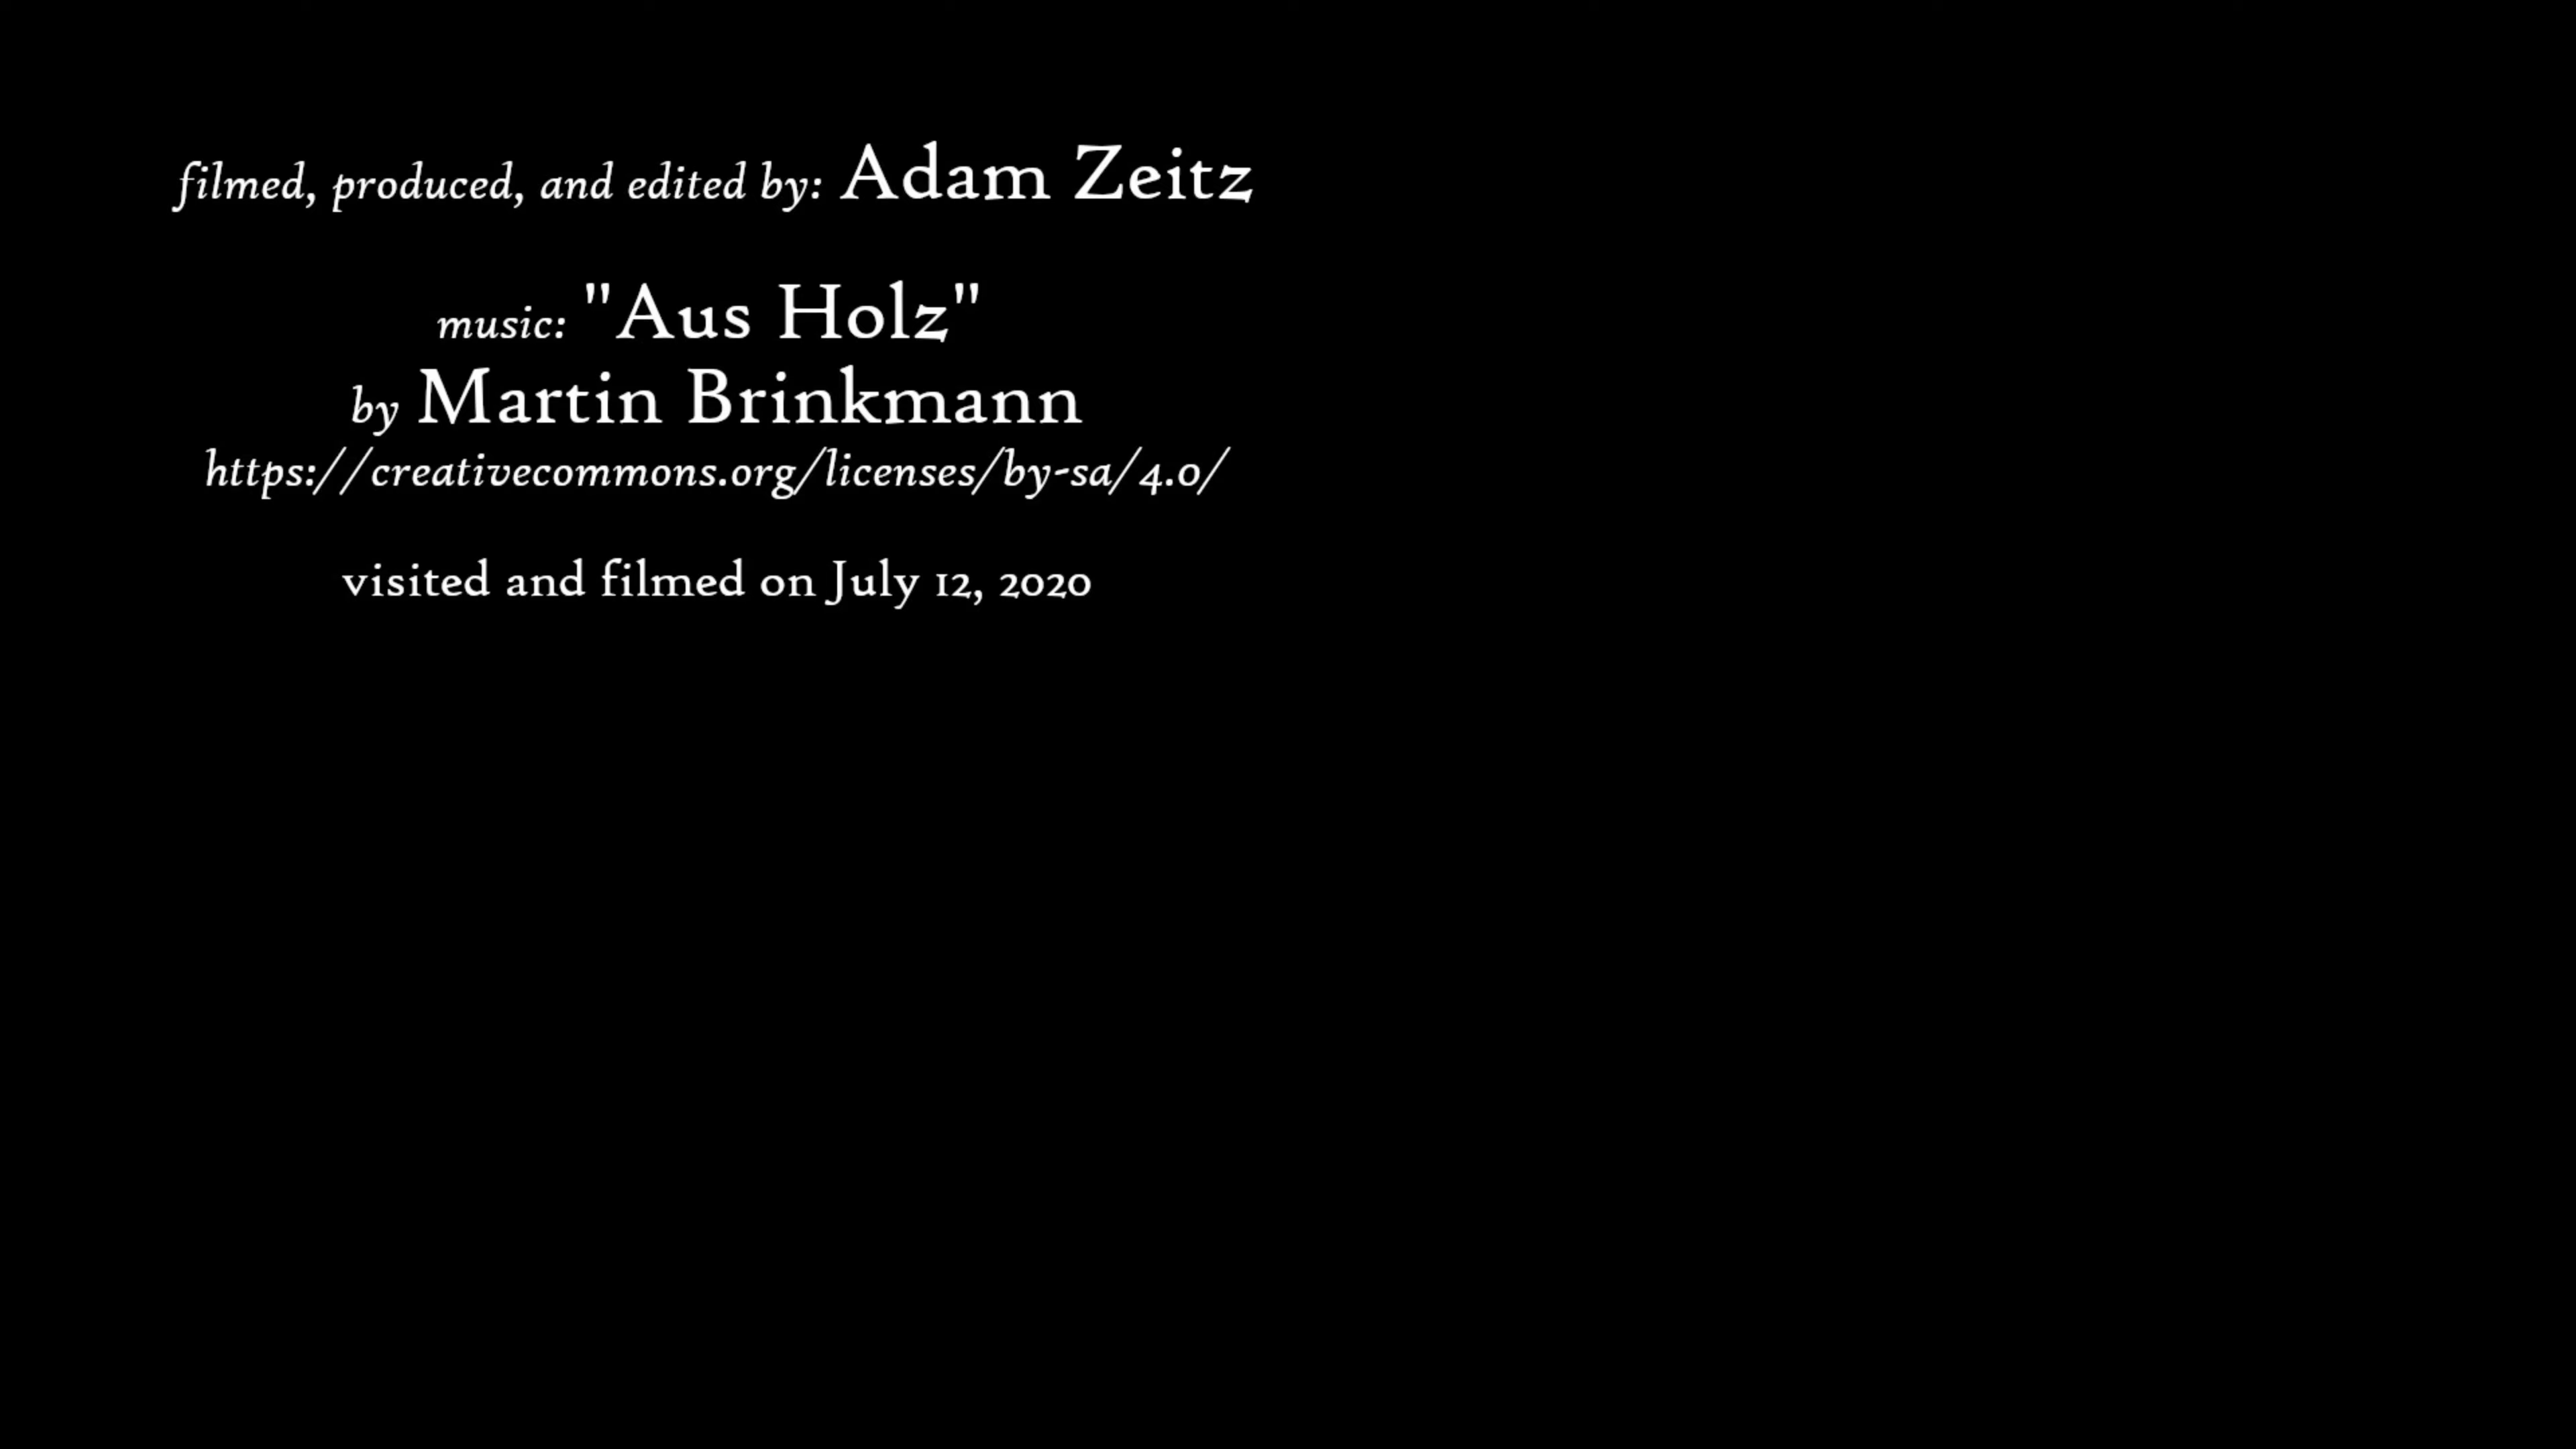 filmed, produced, and edited by: Adam Zeitz
music: "Aus Holz"
by Martin Brinkmann
https://creativecommons.org/licenses/by-sa/4.0/
visited and filmed on July 12, 2020